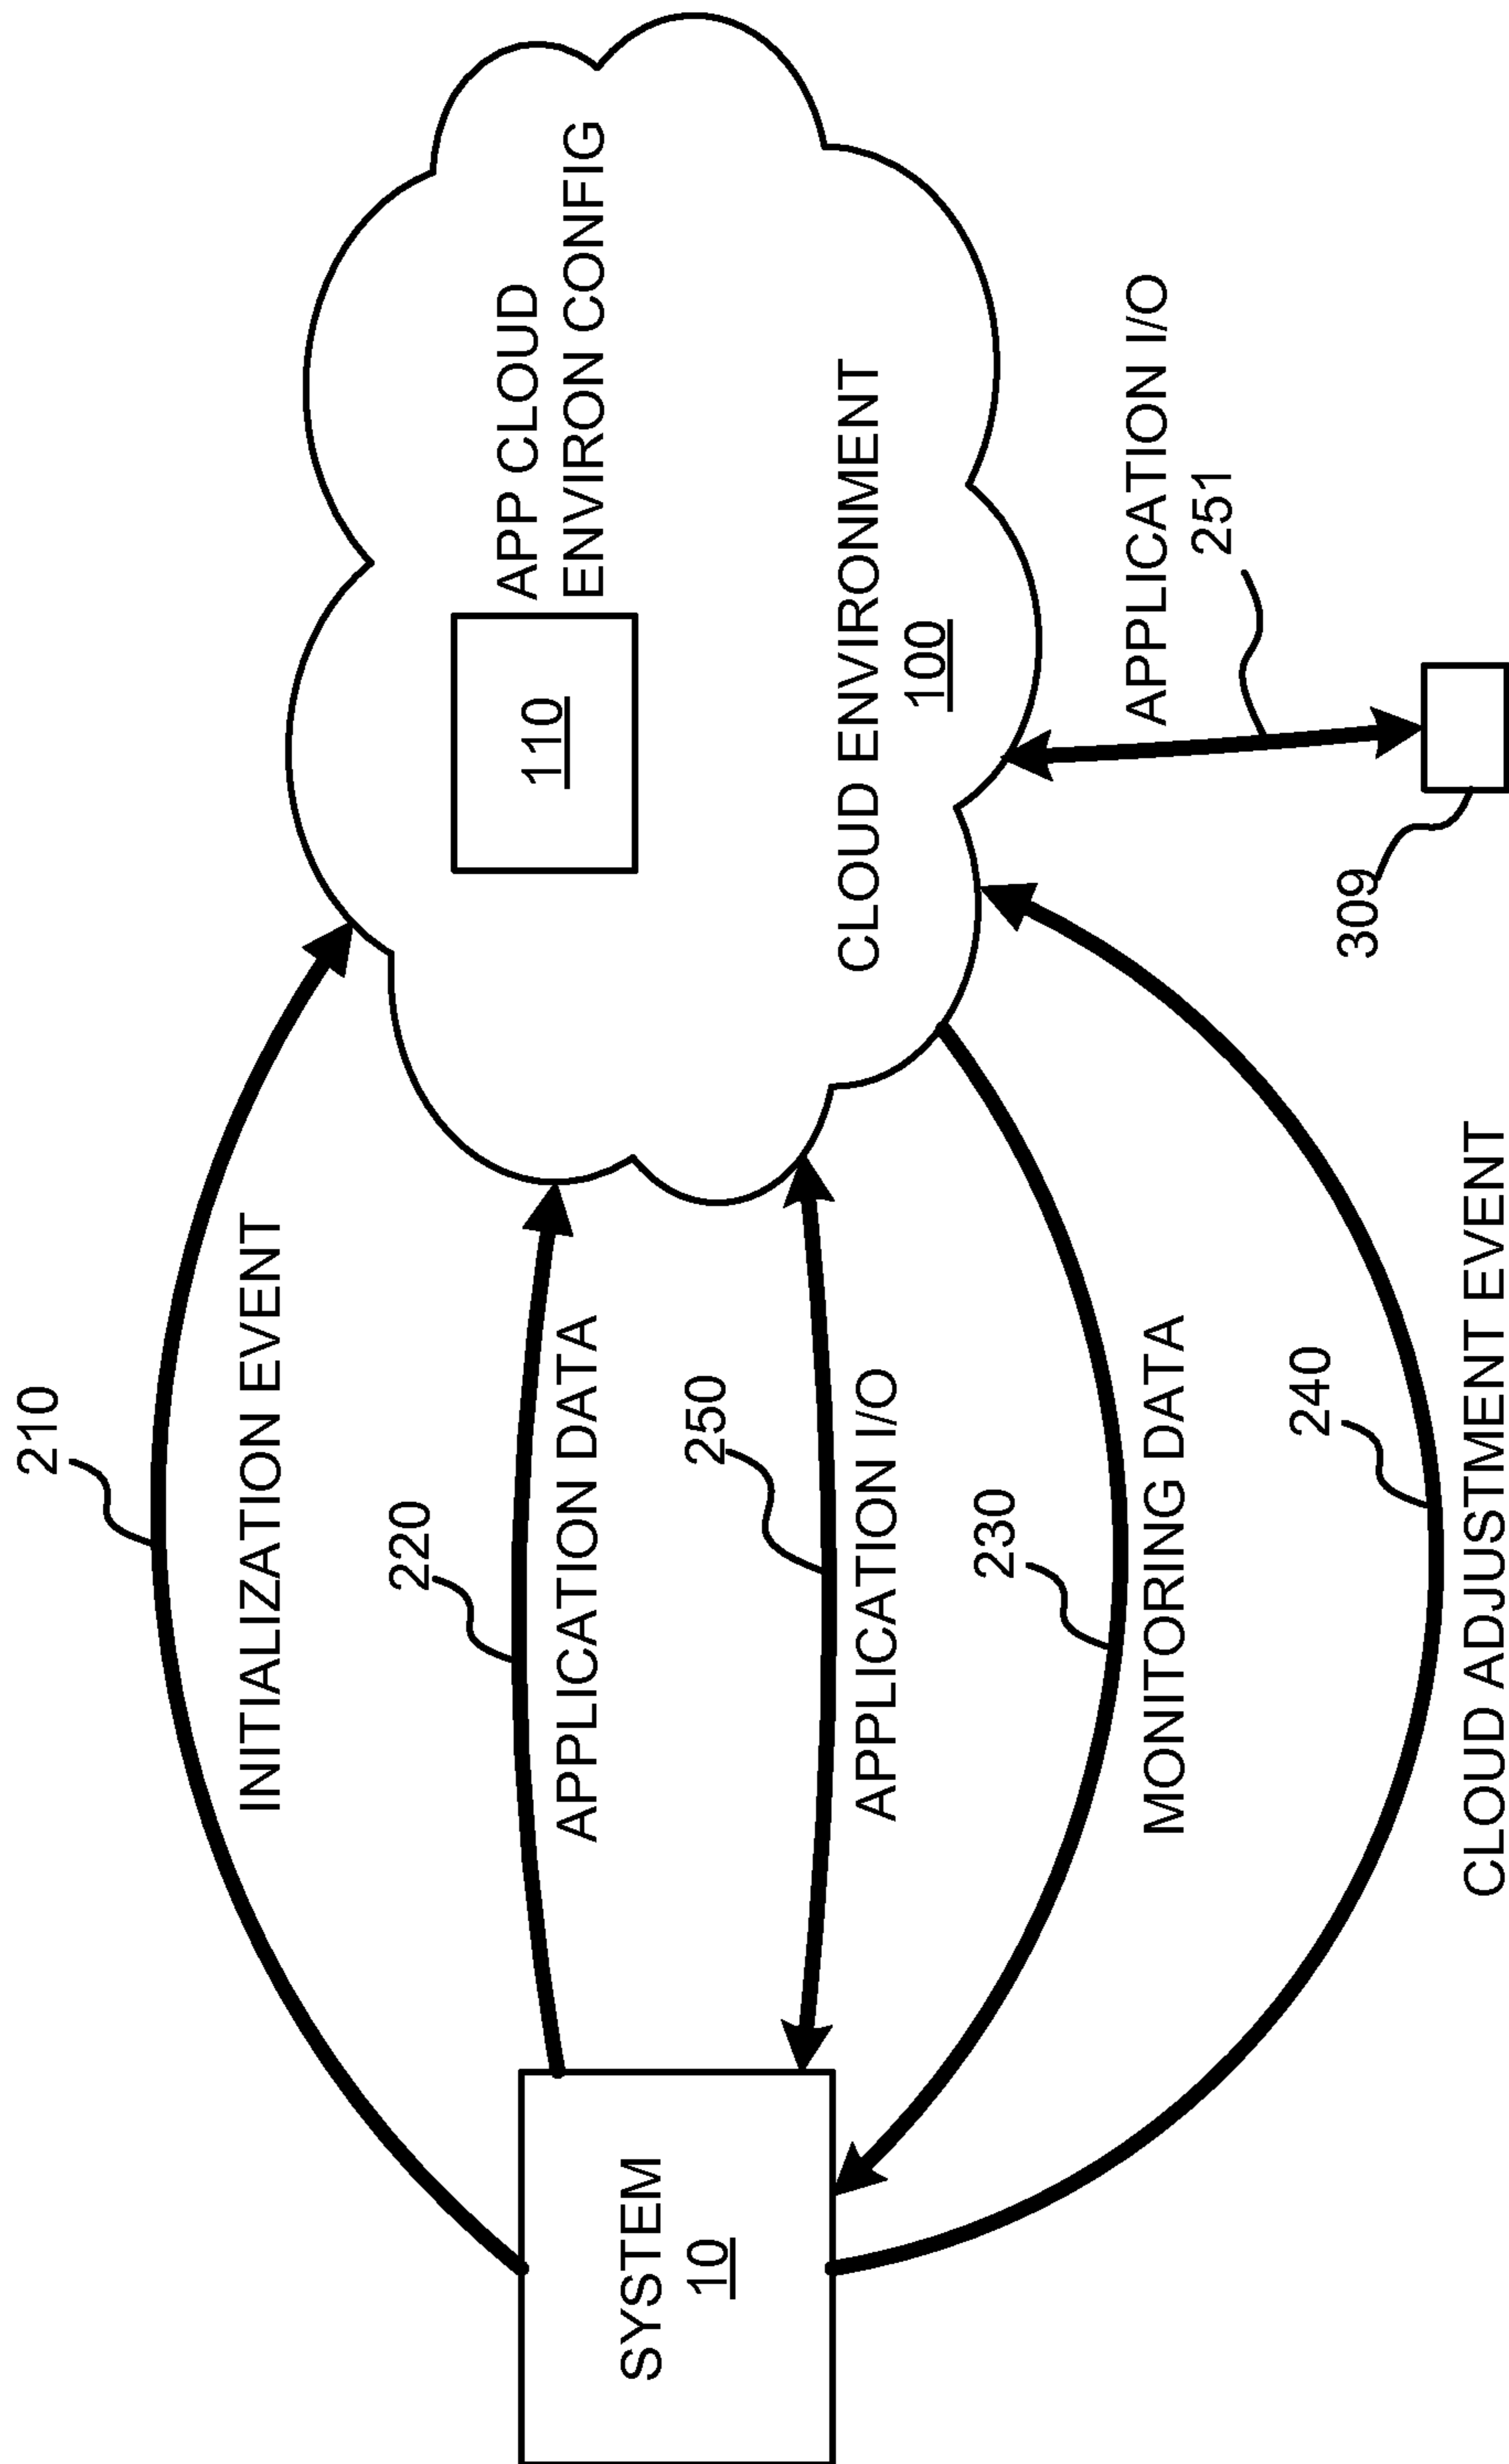 210
INITIALIZATION EVENT
220
APPLICATION DATA
250
APPLICATION I/O
230
MONITORING DATA
240
CLOUD ADJUSTMENT EVENT
SYSTEM
10
110
APP CLOUD
ENVIRON CONFIG
CLOUD ENVIRONMENT
100
APPLICATION I/O
251
309